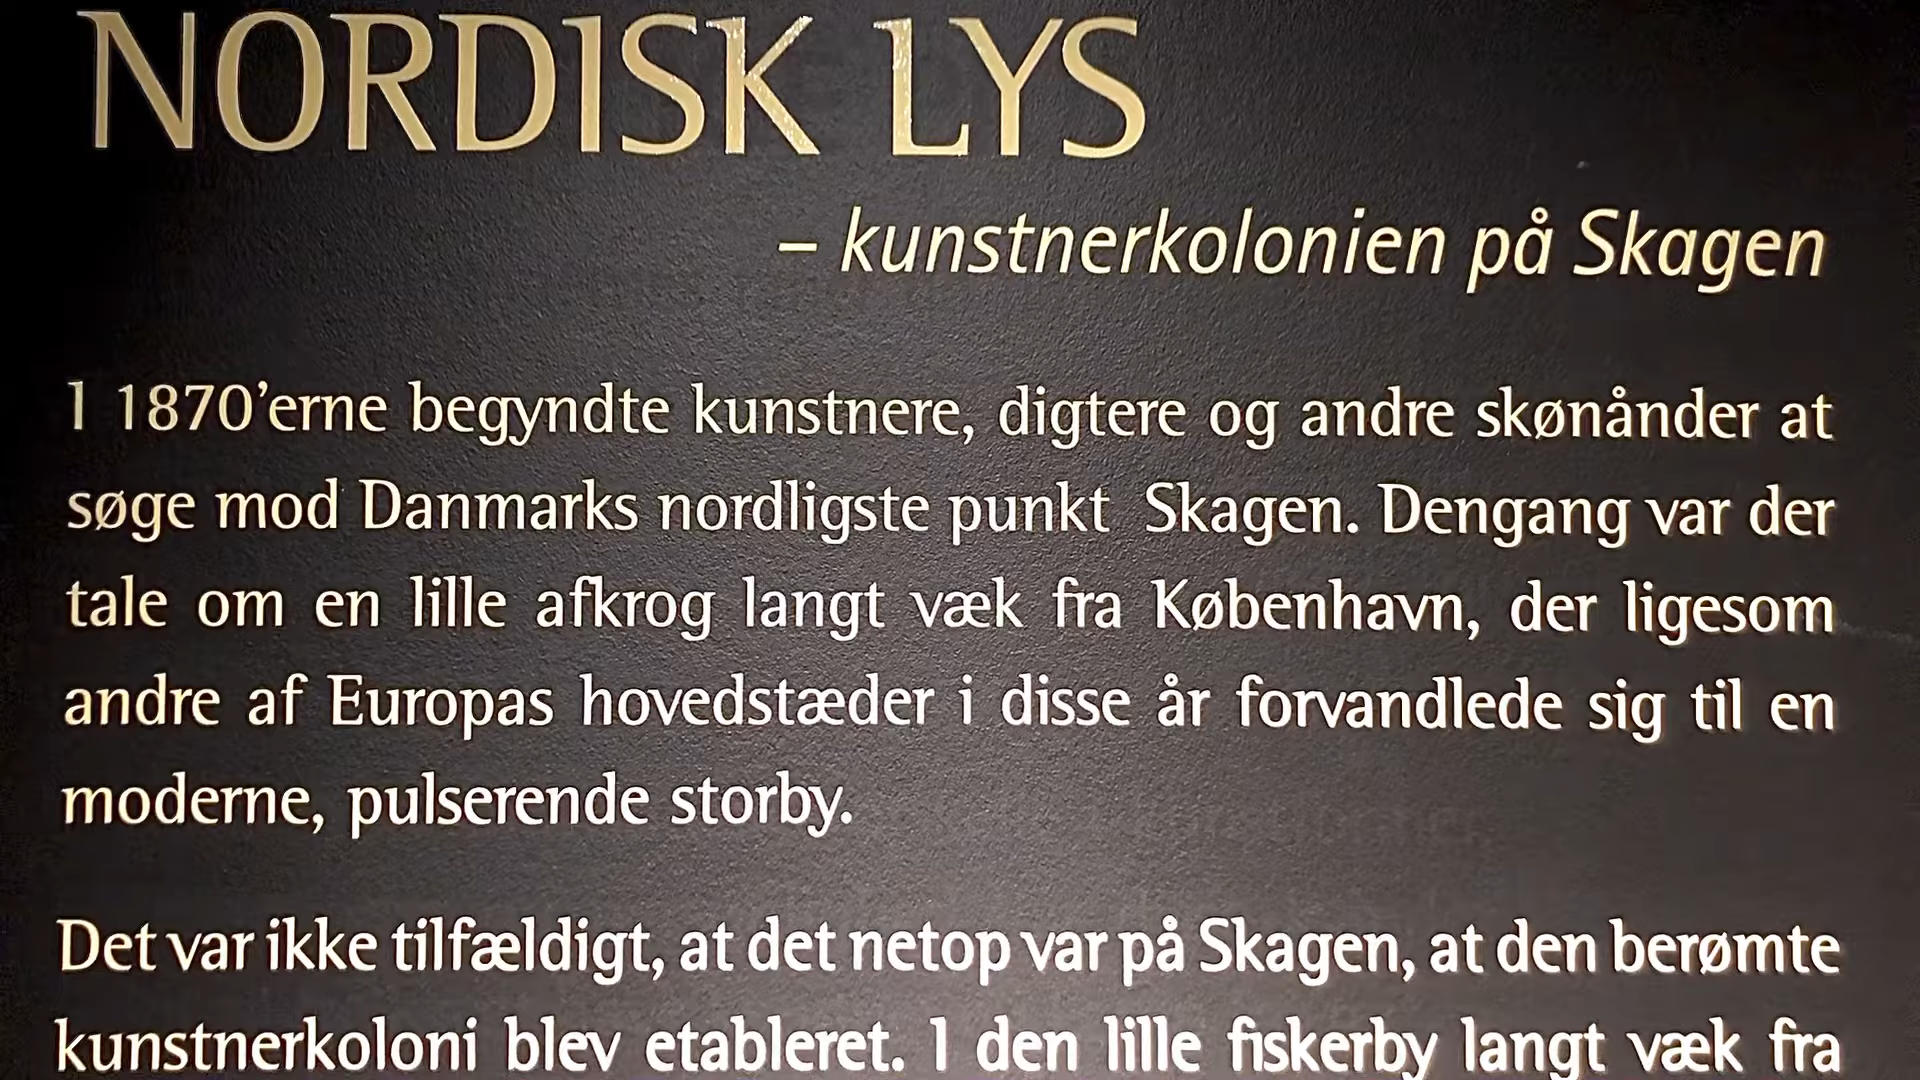 NORDISK LYS
– kunstnerkolonien på Skagen
I 1870’erne begyndte kunstnere, digtere og andre skønånder at
søge mod Danmarks nordligste punkt Skagen. Dengang var der
tale om en lille afkrog langt væk fra København, der ligesom
andre af Europas hovedstæder i disse år forvandlede sig til en
moderne, pulserende storby.
Det var ikke tilfældigt, at det netop var på Skagen, at den berømte
kunstnerkoloni blev etableret. I den lille fiskerby langt væk fra